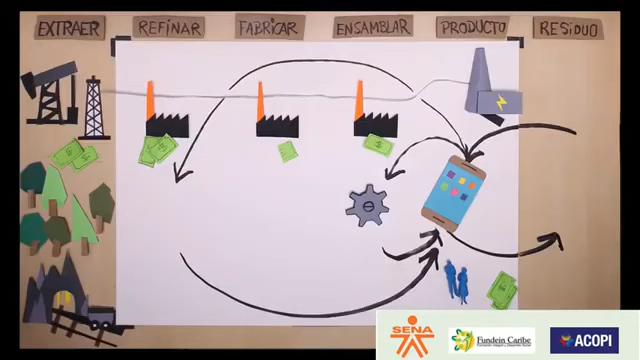 EXTRAER
REFINAR
FABRICAR
ENSAMBLAR
PRODUCTO
RESIDUO
SENA
Fundein Caribe
ACOPI